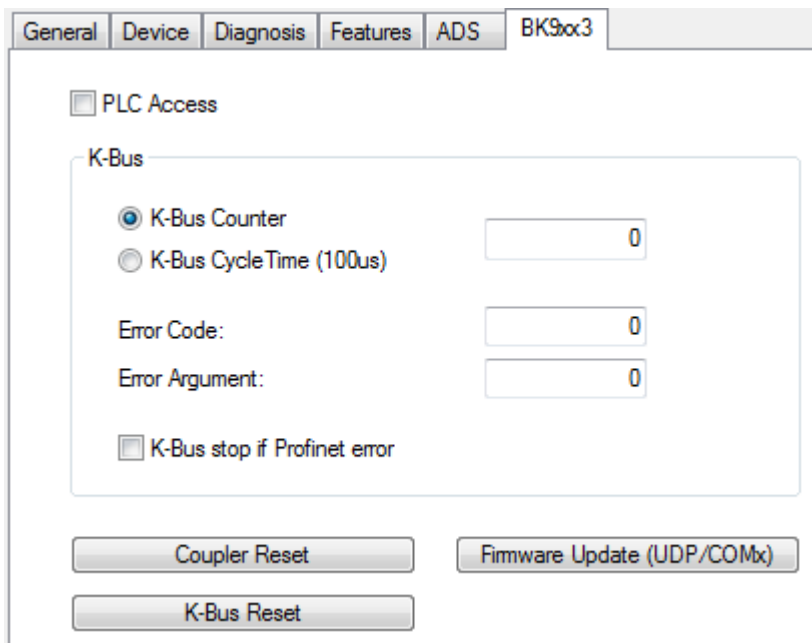 General Device Diagnosis Features ADS BK9xx3
PLC Access
K-Bus
K-Bus Counter
0
K-Bus CycleTime (100us)
Error Code: 0
Error Argument: 0
K-Bus stop if Profinet error
Coupler Reset Firmware Update (UDP/COMx)
K-Bus Reset